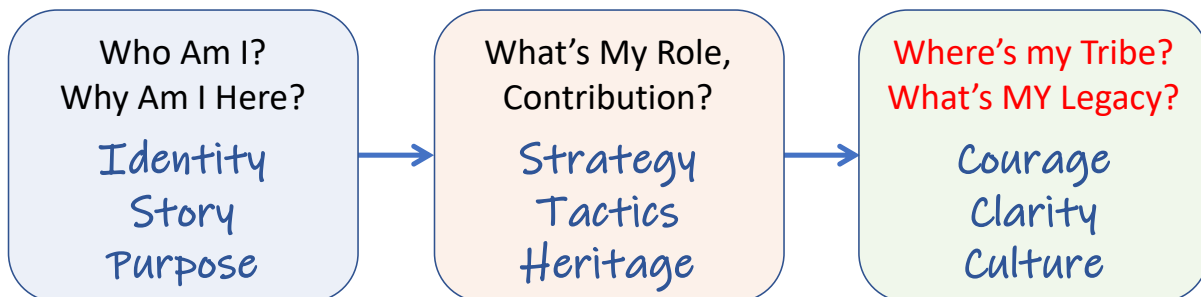 Who Am I?
Why Am I Here?
Identity
Story
Purpose
What's My Role,
Contribution?
Strategy
Tactics
Heritage
Where's my Tribe?
What's MY Legacy?
Courage
Clarity
Culture